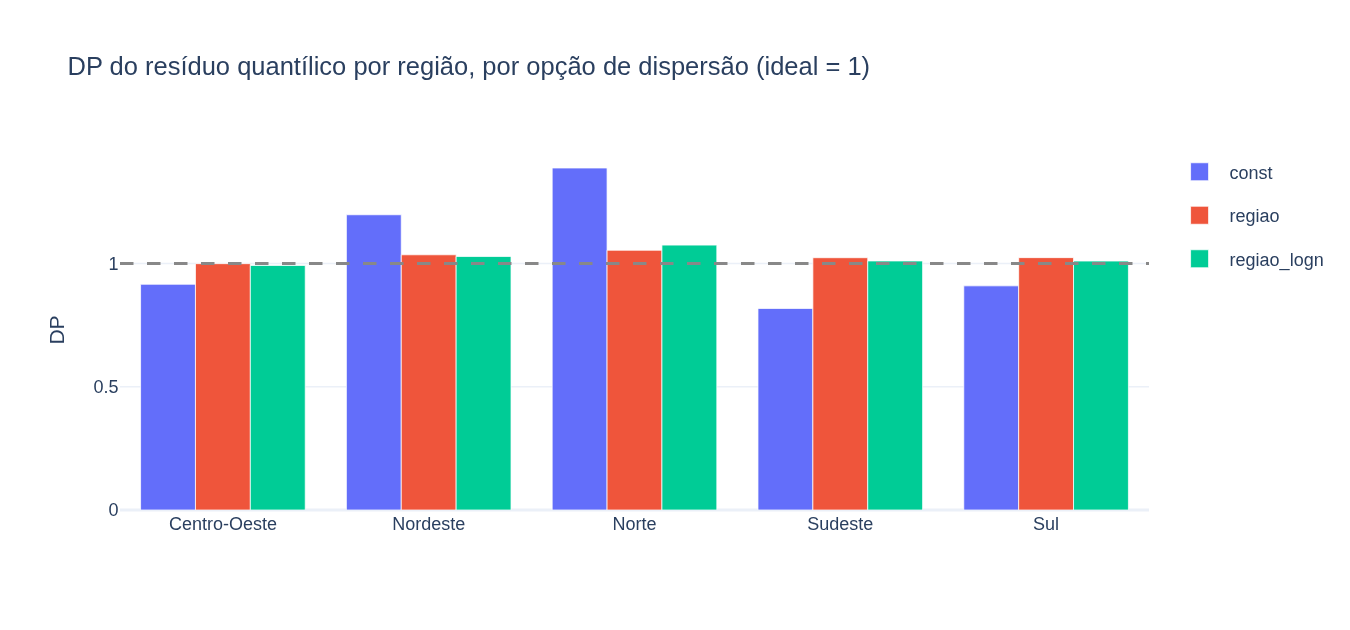 DP do resíduo quantílico por região, por opção de dispersão (ideal = 1)
const
regiao
regiao_logn
DP
1
0.5
0
Centro-Oeste
Nordeste
Norte
Sudeste
Sul